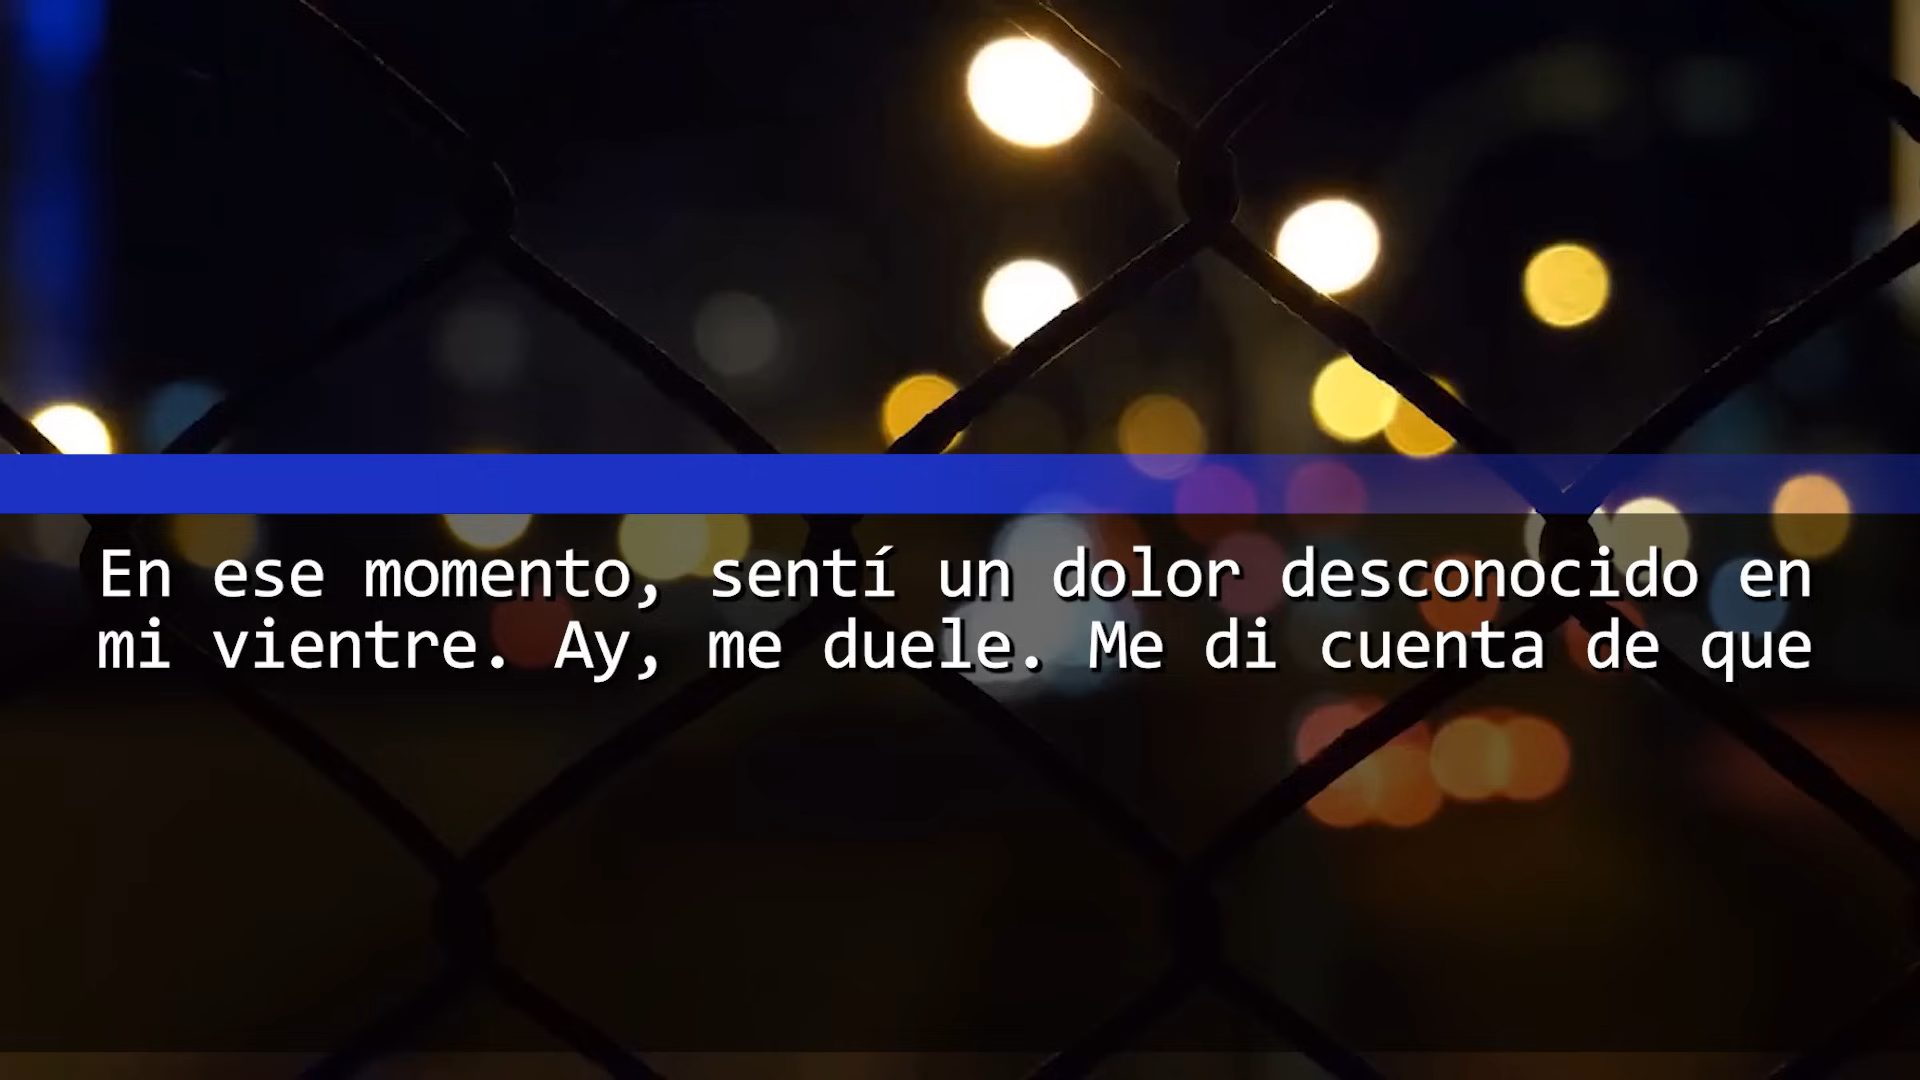 En ese momento, sentí un dolor desconocido en
mi vientre. Ay, me duele. Me di cuenta de que